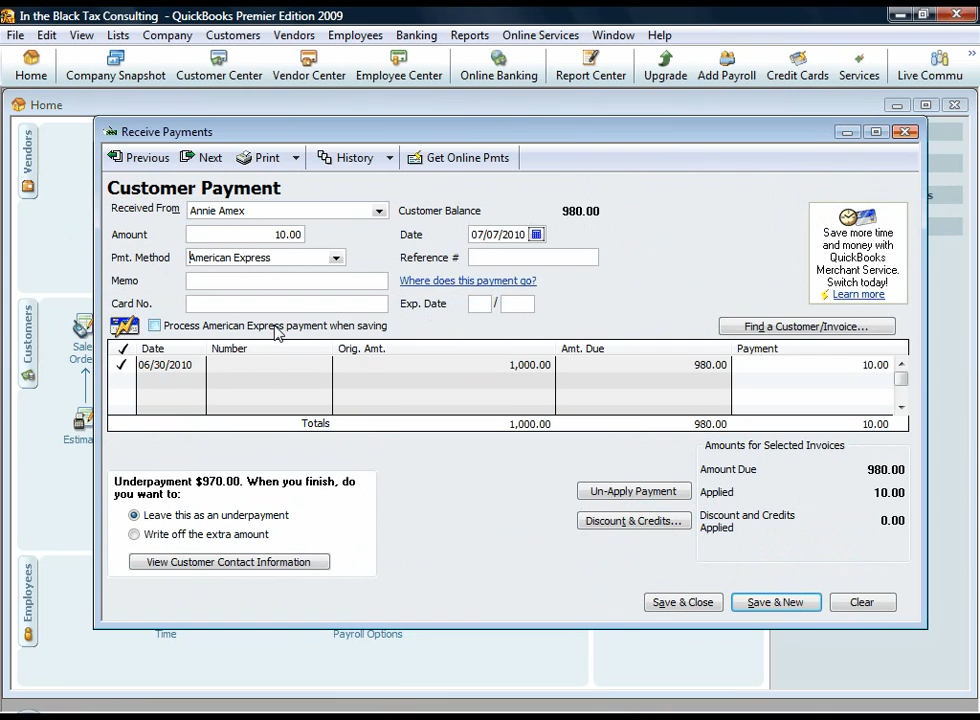 In the Black Tax Consulting - QuickBooks Premier Edition 2009
File Edit View Lists Company Customers Vendors Employees Banking Reports Online Services Window Help
Home Company Snapshot Customer Center Vendor Center Employee Center Online Banking Report Center Upgrade Add Payroll Credit Cards Services Live Commu
Home
Vendors
Customers
Employees
Sale
Orde
Estima
Time
Payroll Options
s
Receive Payments
Previous Next Print History Get Online Pmts
Customer Payment
Received From Annie Amex Customer Balance 980.00
Amount 10.00 Date 07/07/2010
Pmt. Method American Express Reference #
Memo Where does this payment go?
Card No. Exp. Date /
Save more time
and money with
QuickBooks
Merchant Service.
Switch today!
Learn more
Process American Express payment when saving Find a Customer/Invoice...
Date Number Orig. Amt. Amt. Due Payment
06/30/2010 1,000.00 980.00 10.00
Totals 1,000.00 980.00 10.00
Underpayment $970.00. When you finish, do
you want to:
Leave this as an underpayment
Write off the extra amount
View Customer Contact Information
Un-Apply Payment
Discount & Credits...
Amounts for Selected Invoices
Amount Due 980.00
Applied 10.00
Discount and Credits
Applied 0.00
Save & Close Save & New Clear